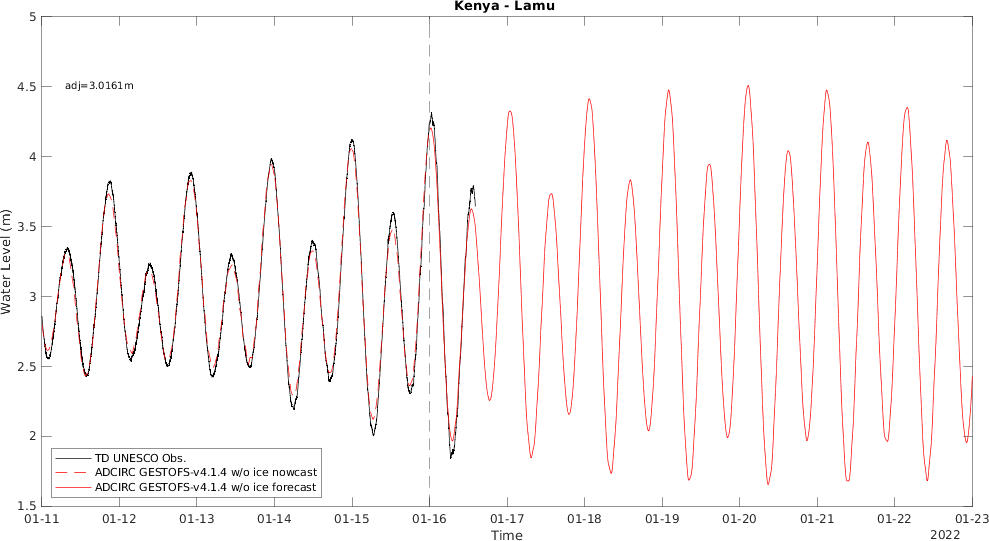 Kenya - Lamu
5
4.5
4
3.5
3
2.5
2
1.5
Water Level (m)
adj=3.0161m
TD UNESCO Obs.
ADCIRC GESTOFS-v4.1.4 w/o ice nowcast
ADCIRC GESTOFS-v4.1.4 w/o ice forecast
01-11 01-12 01-13 01-14 01-15 01-16 01-17 01-18 01-19 01-20 01-21 01-22 01-23
Time
2022